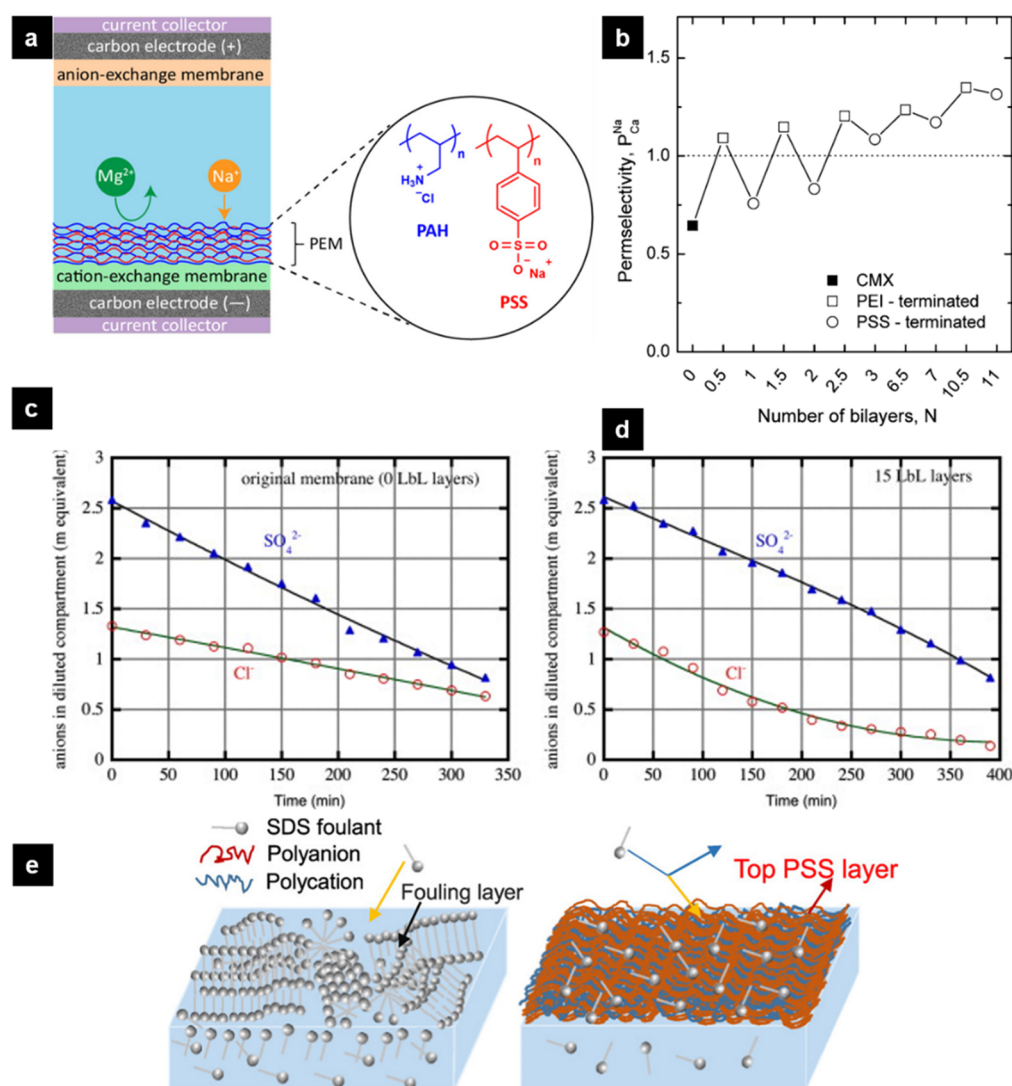 a
current collector
carbon electrode (+)
anion-exchange membrane
Mg²⁺
Na⁺
PEM
cation-exchange membrane
carbon electrode (—)
current collector
n
n
H₃N
+
−Cl
PAH
O=S=O
O
−
Na
+
PSS
b
Permselectivity, P_Ca^Na
1.5
1.0
0.5
0.0
CMX
PEI - terminated
PSS - terminated
0
0.5
1
1.5
2
2.5
3
6.5
7
10.5
11
Number of bilayers, N
c
anions in diluted compartment (m equivalent)
3
2.5
2
1.5
1
0.5
0
original membrane (0 LbL layers)
SO₄²⁻
Cl⁻
0 50 100 150 200 250 300 350
Time (min)
d
anions in diluted compartment (m equivalent)
3
2.5
2
1.5
1
0.5
0
15 LbL layers
SO₄²⁻
Cl⁻
0 50 100 150 200 250 300 350 400
Time (min)
e
SDS foulant
Polyanion
Polycation
Fouling layer
Top PSS layer